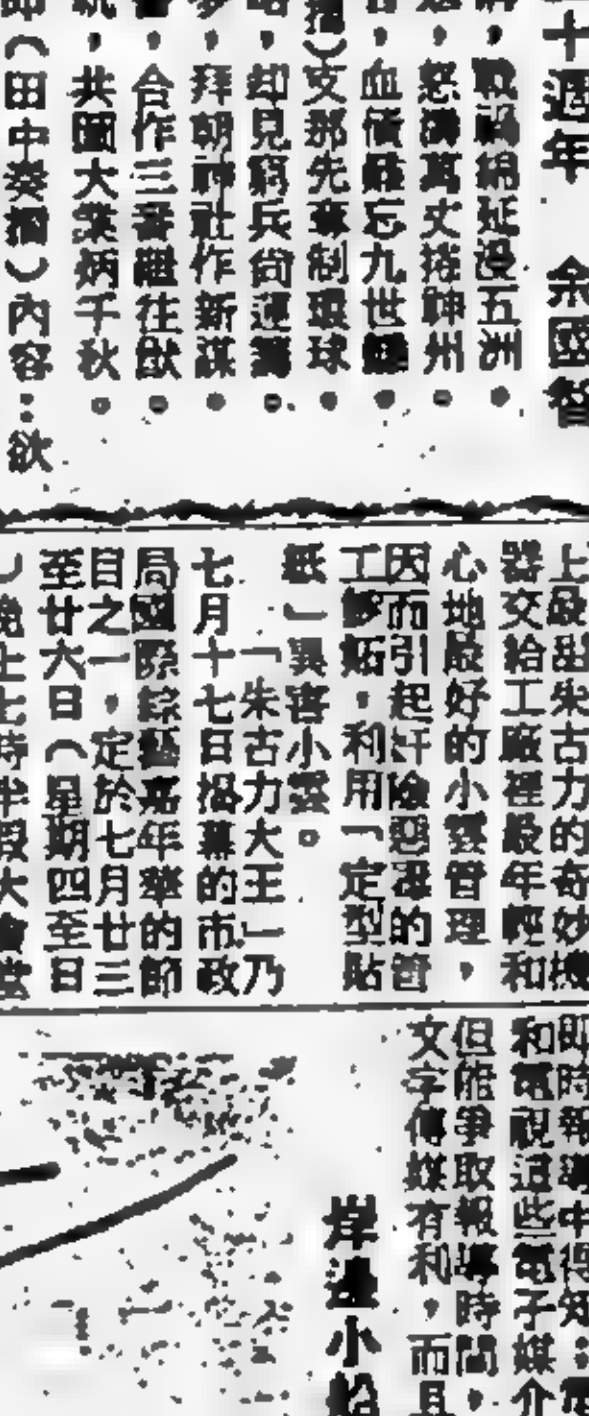 十週年 余國智
，戰禍綿延遍五洲。
，怒濤萬丈捲神州。
，血債難忘九世讎。
摺）支那先奪制環球。
，却見窮兵尚運籌。
，拜朝神社作新謀。
，合作三番繼往猷。
，共圖大業炳千秋。
（田中奏摺）內容：欲
上最出朱古力的奇妙機
器交給工廠裡最年輕和
心地最好的小靈管理，
因而引起奸險惡毒的管
工 妬，利用「定型貼
紙」異害小靈。
「朱古力大王」乃
七月十七日揭幕的市政
局國際綜藝嘉年華的節
目之一，定於七月廿三
至廿六日（星期四至日
）晚上七時半假大會堂
即時報導中得知：電
和電視這些電子媒介
但能爭取報導時間，
文字傳媒有利，而且
岸邊小船